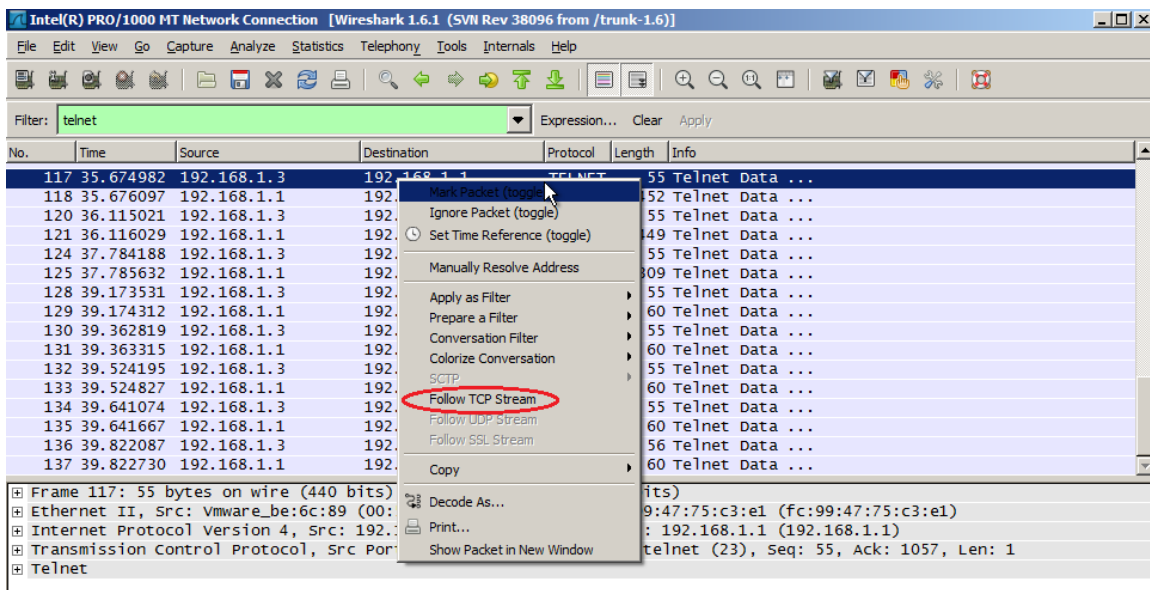 Intel(R) PRO/1000 MT Network Connection [Wireshark 1.6.1 (SVN Rev 38096 from /trunk-1.6)]
File Edit View Go Capture Analyze Statistics Telephony Tools Internals Help
Filter: telnet Expression... Clear Apply
No. Time Source Destination Protocol Length Info
117 35.674982 192.168.1.3 192.168.1.1 TELNET 55 Telnet Data ...
118 35.676097 192.168.1.1 192. Telnet Data ...
120 36.115021 192.168.1.3 192. 55 Telnet Data ...
121 36.116029 192.168.1.1 192. Telnet Data ...
124 37.784188 192.168.1.3 192. 55 Telnet Data ...
125 37.785632 192.168.1.1 192. Telnet Data ...
128 39.173531 192.168.1.3 192. 55 Telnet Data ...
129 39.174312 192.168.1.1 192. 60 Telnet Data ...
130 39.362819 192.168.1.3 192. 55 Telnet Data ...
131 39.363315 192.168.1.1 192. 60 Telnet Data ...
132 39.524195 192.168.1.3 192. 55 Telnet Data ...
133 39.524827 192.168.1.1 192. 60 Telnet Data ...
134 39.641074 192.168.1.3 192. 55 Telnet Data ...
135 39.641667 192.168.1.1 192. 60 Telnet Data ...
136 39.822087 192.168.1.3 192. 56 Telnet Data ...
137 39.822730 192.168.1.1 192. 60 Telnet Data ...
Mark Packet (toggle)
Ignore Packet (toggle)
Set Time Reference (toggle)
Manually Resolve Address
Apply as Filter
Prepare a Filter
Conversation Filter
Colorize Conversation
SCTP
Follow TCP Stream
Follow UDP Stream
Follow SSL Stream
Copy
Decode As...
Print...
Show Packet in New Window
Frame 117: 55 bytes on wire (440 bits) its)
Ethernet II, Src: Vmware_be:6c:89 (00: 9:47:75:c3:e1 (fc:99:47:75:c3:e1)
Internet Protocol Version 4, Src: 192. : 192.168.1.1 (192.168.1.1)
Transmission Control Protocol, Src Por telnet (23), Seq: 55, Ack: 1057, Len: 1
Telnet